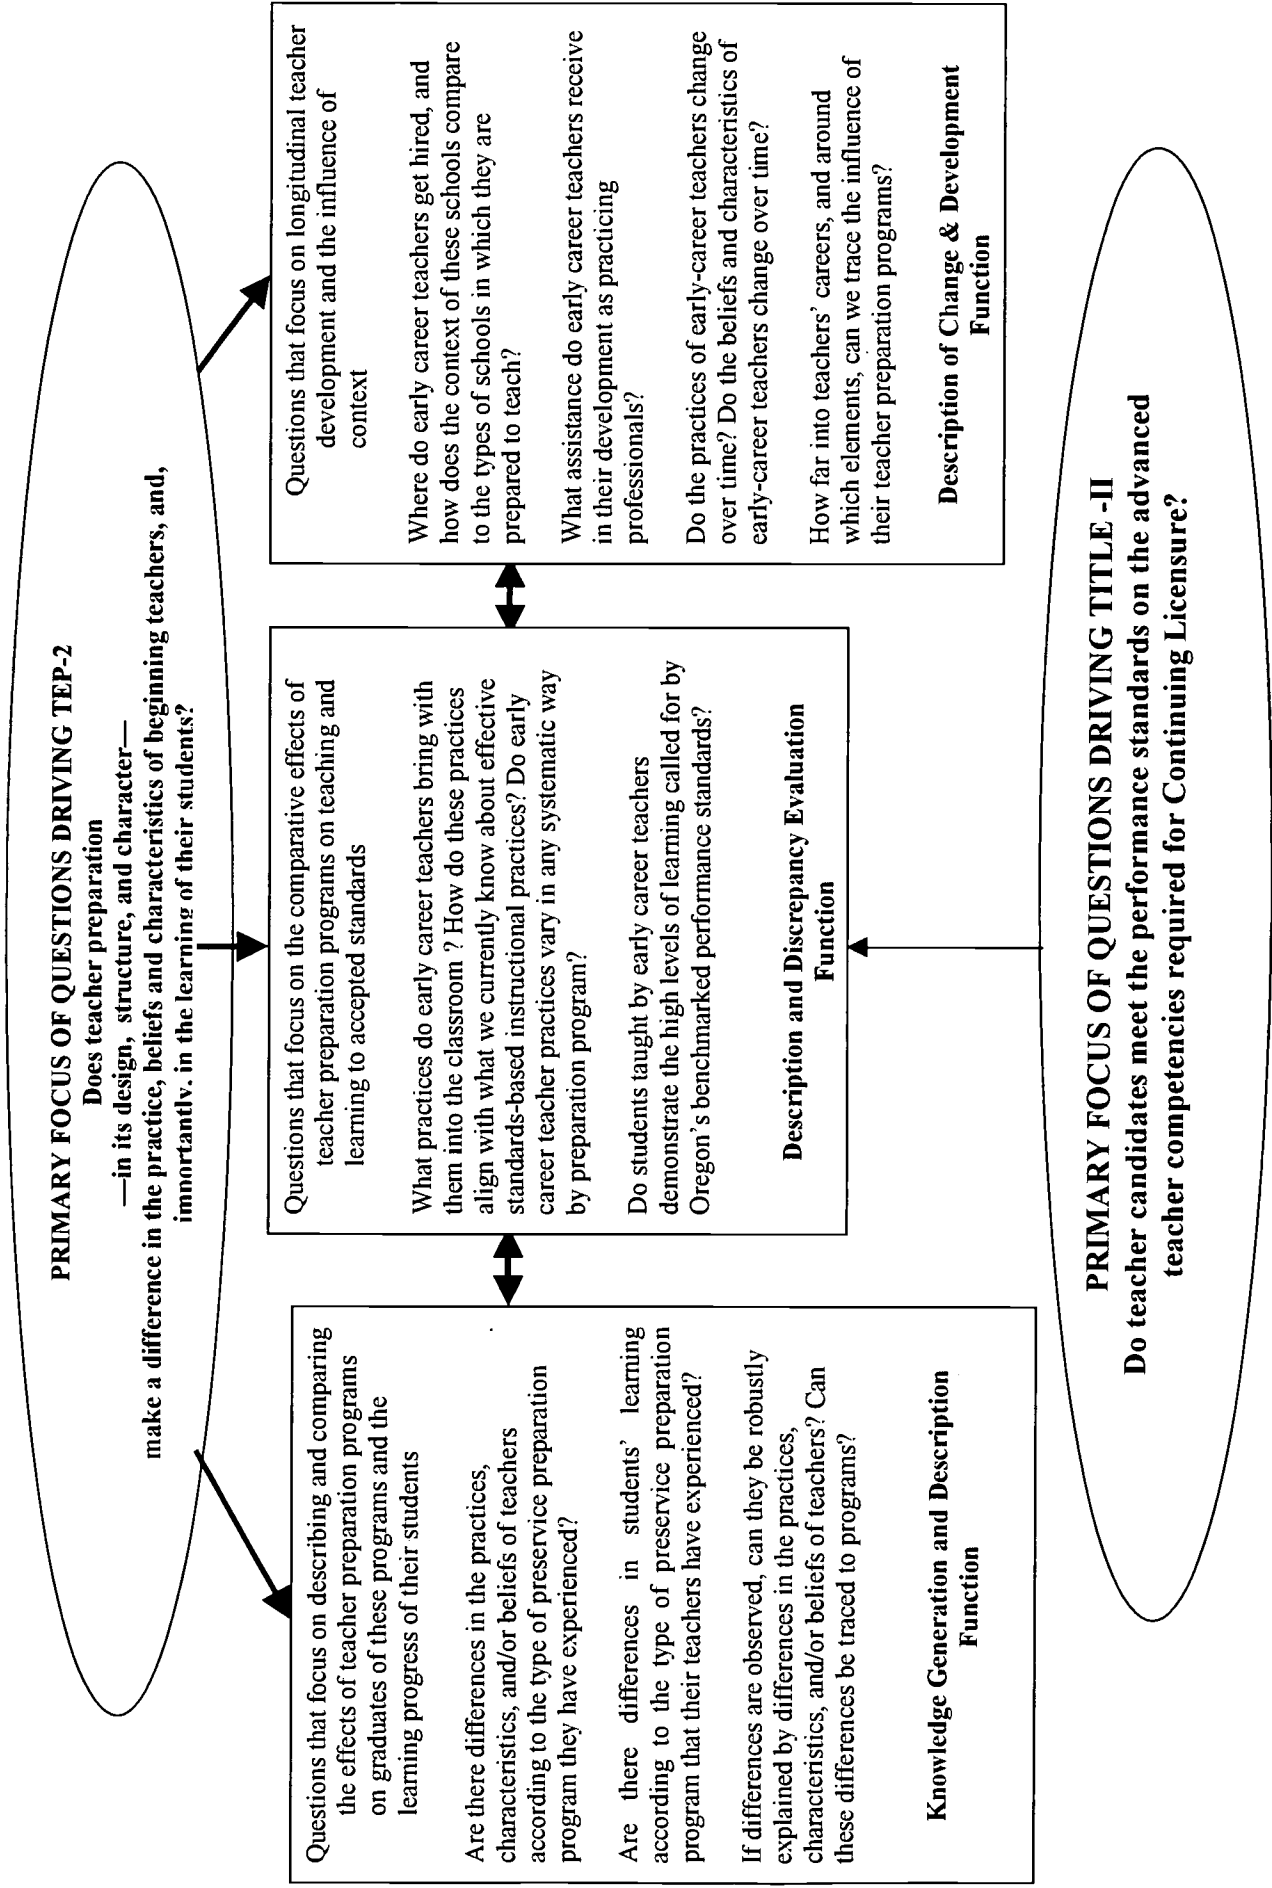 PRIMARY FOCUS OF QUESTIONS DRIVING TEP-2
Does teacher preparation
—in its design, structure, and character—
make a difference in the practice, beliefs and characteristics of beginning teachers, and,
importantly, in the learning of their students?
Questions that focus on describing and comparing
the effects of teacher preparation programs
on graduates of these programs and the
learning progress of their students
Are there differences in the practices,
characteristics, and/or beliefs of teachers
according to the type of preservice preparation
program they have experienced?
Are there differences in students' learning
according to the type of preservice preparation
program that their teachers have experienced?
If differences are observed, can they be robustly
explained by differences in the practices,
characteristics, and/or beliefs of teachers? Can
these differences be traced to programs?
Knowledge Generation and Description
Function
Questions that focus on the comparative effects of
teacher preparation programs on teaching and
learning to accepted standards
What practices do early career teachers bring with
them into the classroom ? How do these practices
align with what we currently know about effective
standards-based instructional practices? Do early
career teacher practices vary in any systematic way
by preparation program?
Do students taught by early career teachers
demonstrate the high levels of learning called for by
Oregon's benchmarked performance standards?
Description and Discrepancy Evaluation
Function
Questions that focus on longitudinal teacher
development and the influence of
context
Where do early career teachers get hired, and
how does the context of these schools compare
to the types of schools in which they are
prepared to teach?
What assistance do early career teachers receive
in their development as practicing
professionals?
Do the practices of early-career teachers change
over time? Do the beliefs and characteristics of
early-career teachers change over time?
How far into teachers' careers, and around
which elements, can we trace the influence of
their teacher preparation programs?
Description of Change & Development
Function
PRIMARY FOCUS OF QUESTIONS DRIVING TITLE -II
Do teacher candidates meet the performance standards on the advanced
teacher competencies required for Continuing Licensure?